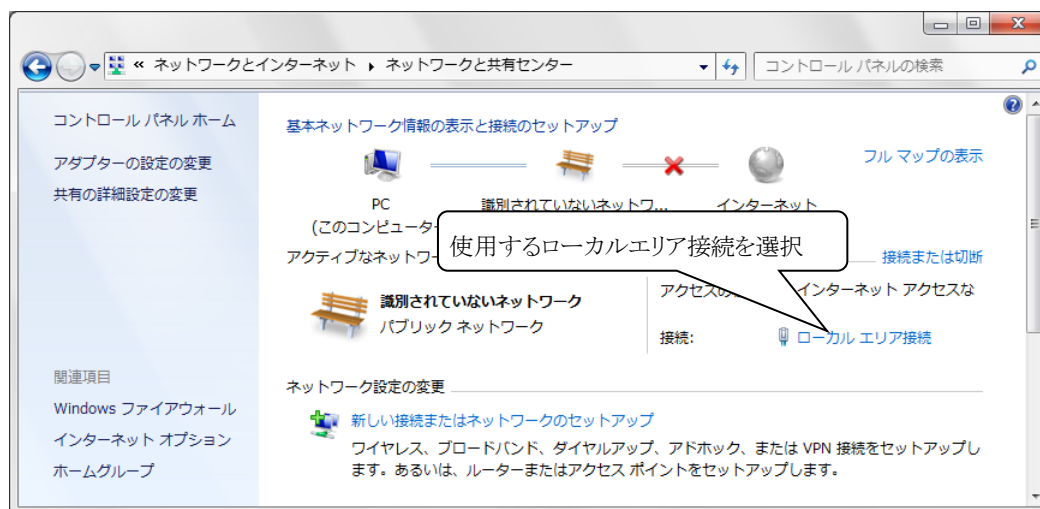 « ネットワークとインターネット ▸ ネットワークと共有センター
コントロール パネルの検索
コントロール パネル ホーム
アダプターの設定の変更
共有の詳細設定の変更
基本ネットワーク情報の表示と接続のセットアップ
フル マップの表示
PC
(このコンピュータ
識別されていないネットワ...
インターネット
使用するローカルエリア接続を選択
アクティブなネットワー
接続または切断
識別されていないネットワーク
パブリック ネットワーク
アクセスの
インターネット アクセスな
接続:
ローカル エリア接続
ネットワーク設定の変更
新しい接続またはネットワークのセットアップ
ワイヤレス、ブロードバンド、ダイヤルアップ、アドホック、または VPN 接続をセットアップし
ます。あるいは、ルーターまたはアクセス ポイントをセットアップします。
関連項目
Windows ファイアウォール
インターネット オプション
ホームグループ